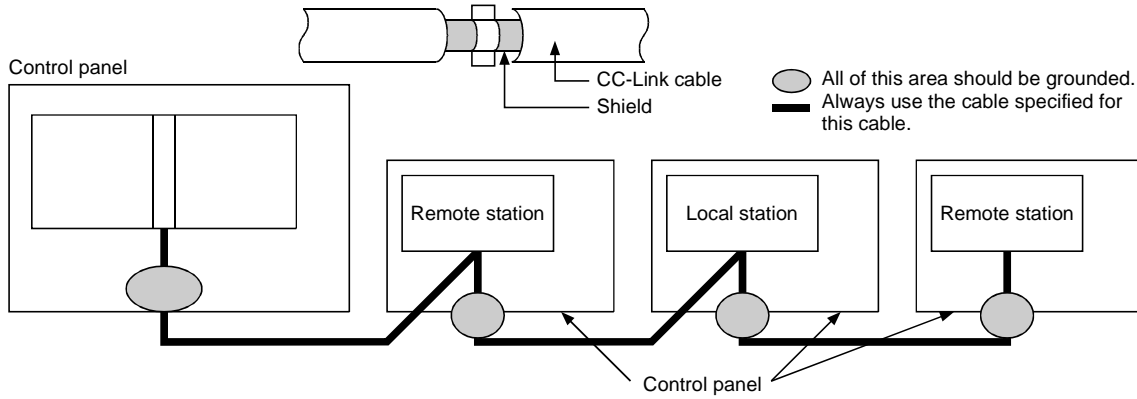 Control panel
CC-Link cable
Shield
All of this area should be grounded.
Always use the cable specified for
this cable.
Remote station
Local station
Remote station
Control panel